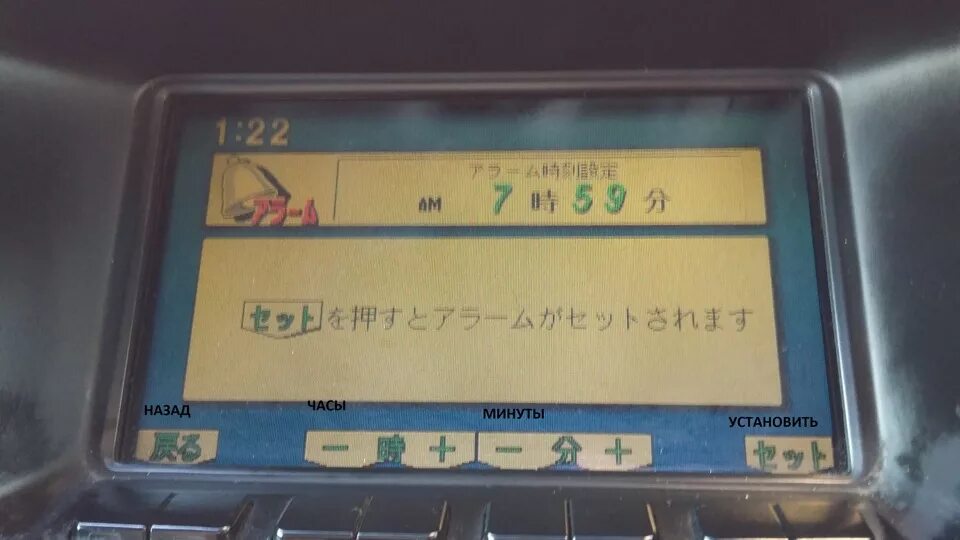 1:22
アラーム時刻設定
アラーム
AM 7 時 59 分
セットを押すとアラームがセットされます
НАЗАД ЧАСЫ МИНУТЫ УСТАНОВИТЬ
戻る − 時 + − 分 + セット